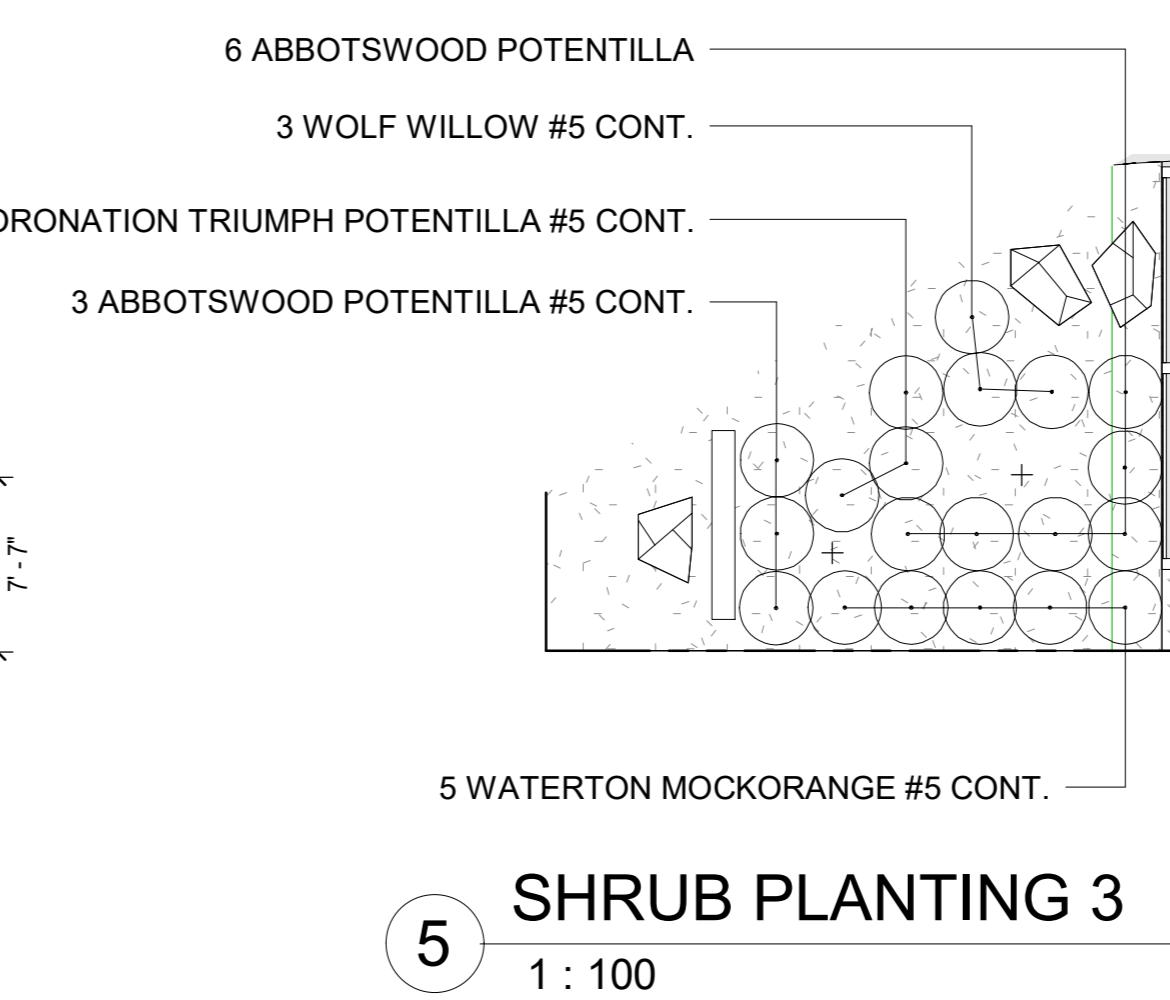 6 ABBOTSWOOD POTENTILLA
3 WOLF WILLOW #5 CONT.
ORONATION TRIUMPH POTENTILLA #5 CONT.
3 ABBOTSWOOD POTENTILLA #5 CONT.
7' - 7"
5 WATERTON MOCKORANGE #5 CONT.
5
SHRUB PLANTING 3
1 : 100